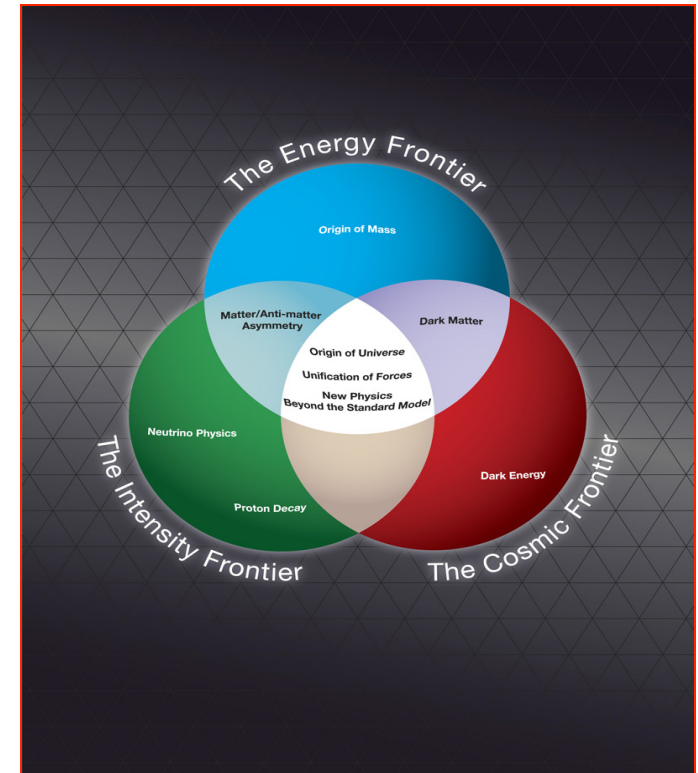 The Energy Frontier
Origin of Mass
Matter/Anti-matter
Asymmetry
Dark Matter
Origin of Universe
Unification of Forces
New Physics
Beyond the Standard Model
Neutrino Physics
Proton Decay
Dark Energy
The Intensity Frontier
The Cosmic Frontier